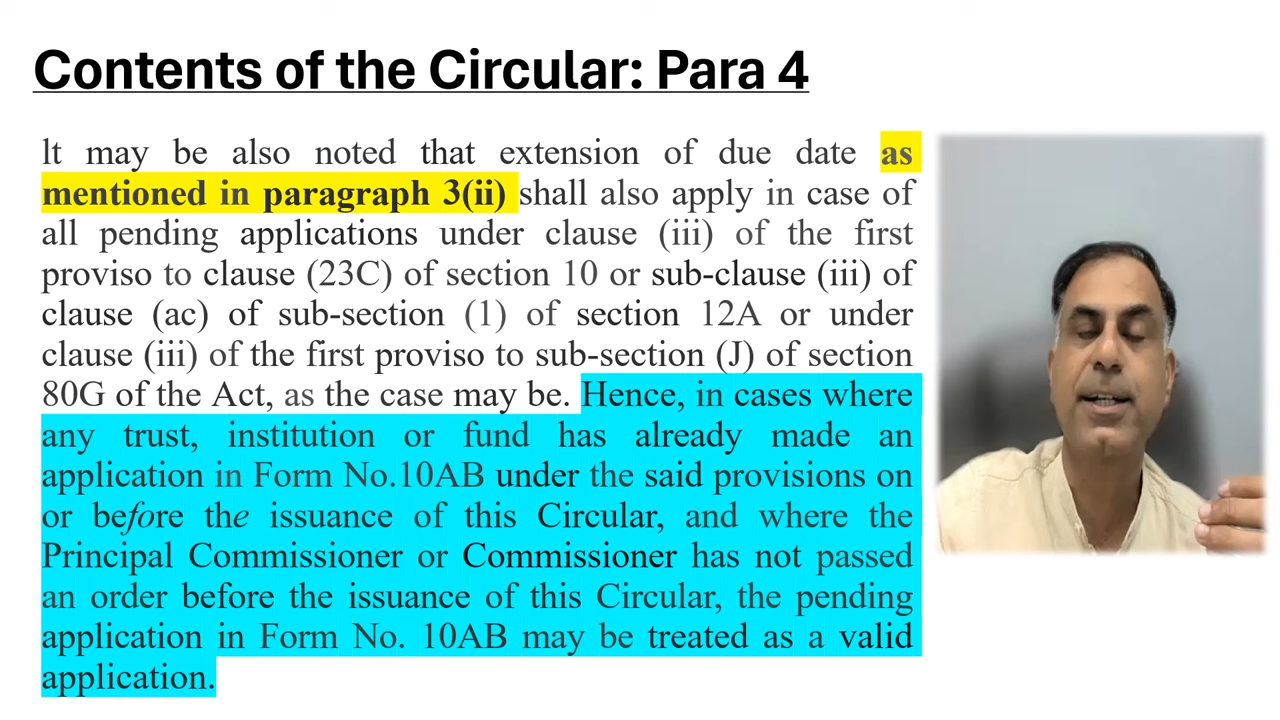 Contents of the Circular: Para 4
lt may be also noted that extension of due date as
mentioned in paragraph 3(ii) shall also apply in case of
all pending applications under clause (iii) of the first
proviso to clause (23C) of section 10 or sub-clause (iii) of
clause (ac) of sub-section (1) of section 12A or under
clause (iii) of the first proviso to sub-section (J) of section
80G of the Act, as the case may be. Hence, in cases where
any trust, institution or fund has already made an
application in Form No.10AB under the said provisions on
or before the issuance of this Circular, and where the
Principal Commissioner or Commissioner has not passed
an order before the issuance of this Circular, the pending
application in Form No. 10AB may be treated as a valid
application.